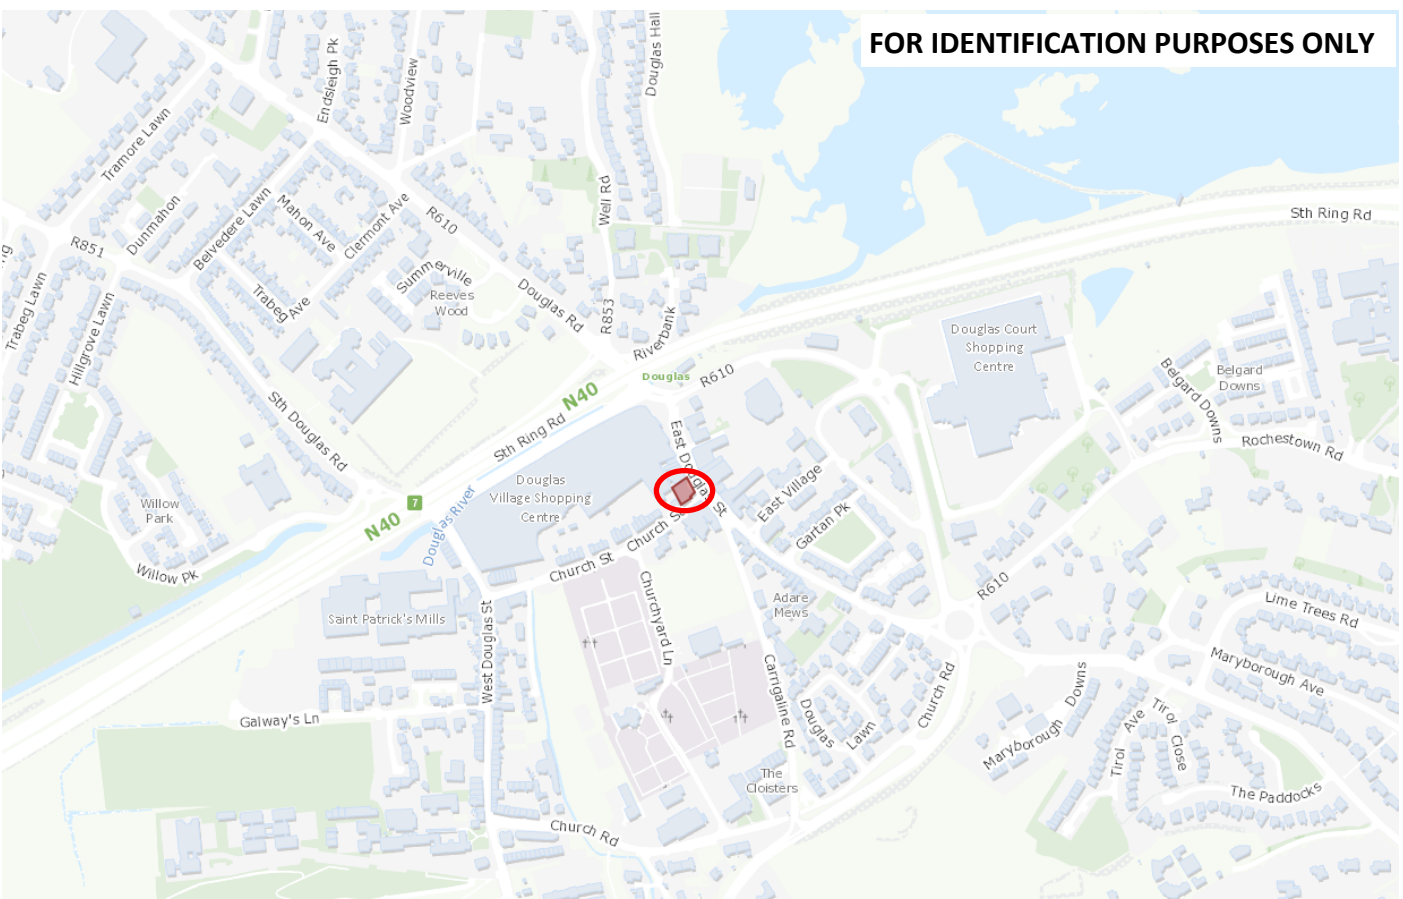 FOR IDENTIFICATION PURPOSES ONLY
Endsleigh Pk
Woodview
Douglas Hall
Tramore Lawn
Well Rd
Dunmahon
Belvedere Lawn
Mahon Ave
Clermont Ave
R610
Sth Ring Rd
R851
Trabeg Lawn
Hillgrove Lawn
Trabeg Ave
Summerville
Reeves
Wood
Douglas Rd
R853
Riverbank
Douglas
R610
Douglas Court
Shopping
Centre
Belgard
Downs
Belgard Downs
Rochestown Rd
N40
Sth Ring Rd
Sth Douglas Rd
East Douglas St
Douglas
Village Shopping
Centre
East Village
Gartan Pk
Willow
Park
7
N40
Douglas River
Church St
Church St
Willow Pk
Saint Patrick's Mills
West Douglas St
Churchyard Ln
Adare
Mews
R610
Lime Trees Rd
Maryborough Ave
Galway's Ln
Carrigaline Rd
Douglas Lawn
Church Rd
Maryborough Downs
Tirol Ave
Tirol Close
The
Cloisters
The Paddocks
Church Rd